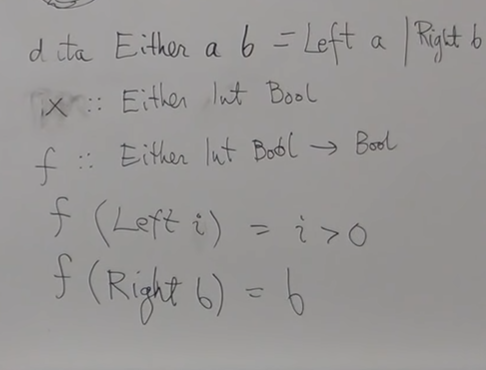 data Either a b = Left a | Right b
x :: Either Int Bool
f :: Either Int Bool → Bool
f (Left i) = i > 0
f (Right b) = b